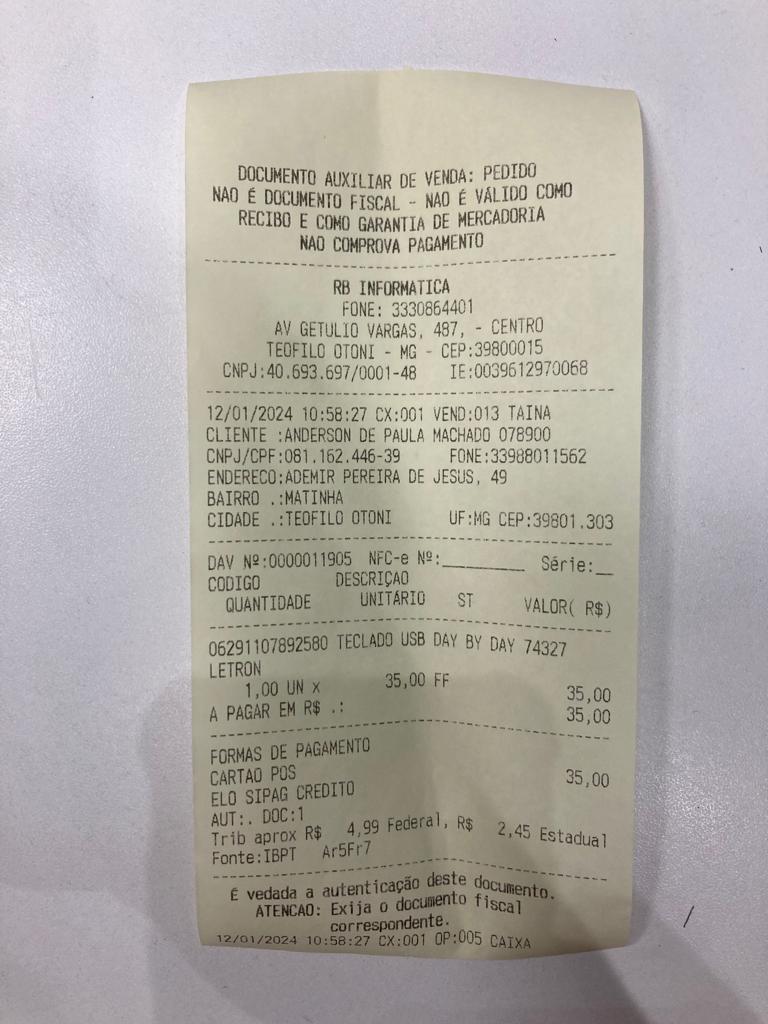 DOCUMENTO AUXILIAR DE VENDA: PEDIDO
NAO É DOCUMENTO FISCAL - NAO É VÁLIDO COMO
RECIBO E COMO GARANTIA DE MERCADORIA
NAO COMPROVA PAGAMENTO
RB INFORMATICA
FONE: 3330864401
AV GETULIO VARGAS, 487, - CENTRO
TEOFILO OTONI - MG - CEP:39800015
CNPJ:40.693.697/0001-48 IE:0039612970068
12/01/2024 10:58:27 CX:001 VEND:013 TAINA
CLIENTE :ANDERSON DE PAULA MACHADO 078900
CNPJ/CPF:081.162.446-39 FONE:33988011562
ENDERECO:ADEMIR PEREIRA DE JESUS, 49
BAIRRO .:MATINHA
CIDADE .:TEOFILO OTONI UF:MG CEP:39801.303
DAV Nº:0000011905 NFC-e Nº:_________ Série:__
CODIGO DESCRIÇAO
QUANTIDADE UNITÁRIO ST VALOR( R$)
06291107892580 TECLADO USB DAY BY DAY 74327
LETRON
1,00 UN x 35,00 FF 35,00
A PAGAR EM R$ .: 35,00
FORMAS DE PAGAMENTO
CARTAO POS 35,00
ELO SIPAG CREDITO
AUT:. DOC:1
Trib aprox R$ 4,99 Federal, R$ 2,45 Estadual
Fonte:IBPT Ar5Fr7
É vedada a autenticação deste documento.
ATENCAO: Exija o documento fiscal
correspondente.
12/01/2024 10:58:27 CX:001 OP:005 CAIXA